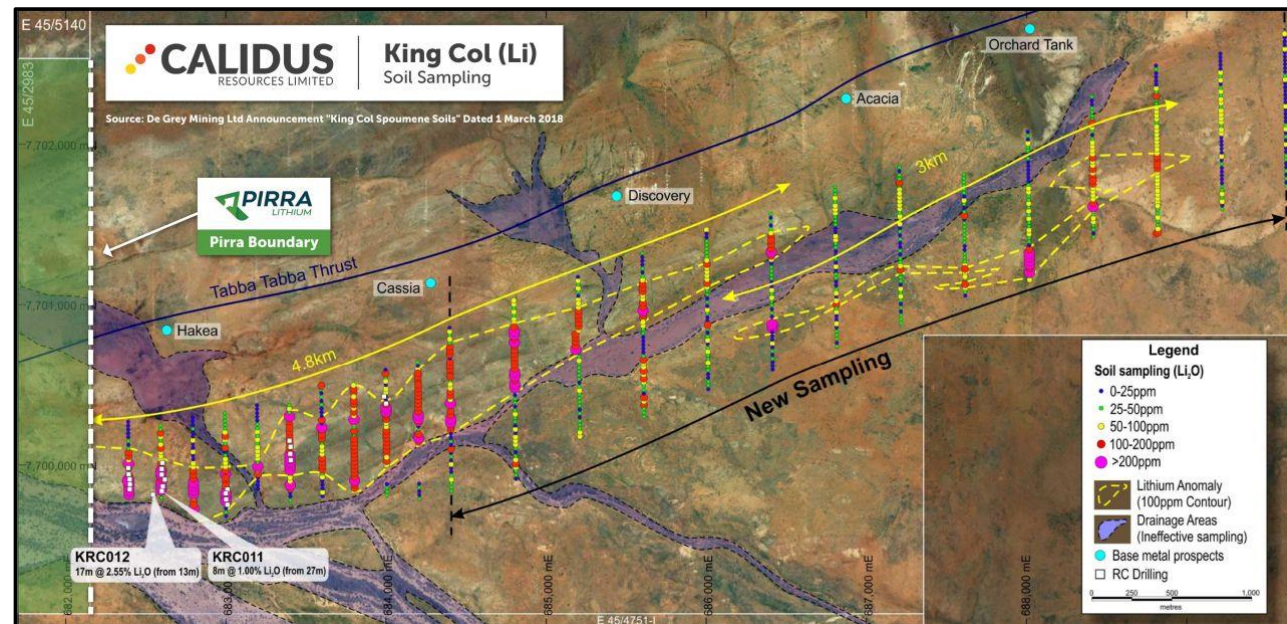 E 45/5140
E 45/2983
CALIDUS
RESOURCES LIMITED
King Col (Li)
Soil Sampling
Source: De Grey Mining Ltd Announcement "King Col Spoumene Soils" Dated 1 March 2018
Orchard Tank
Acacia
7,702,000 mN
3km
PIRRA
LITHIUM
Pirra Boundary
Discovery
Tabba Tabba Thrust
Cassia
7,701,000 mN
Hakea
4.8km
New Sampling
7,700,000 mN
KRC012
17m @ 2.55% Li₂O (from 13m)
KRC011
8m @ 1.00% Li₂O (from 27m)
682,000 mE
683,000 mE
684,000 mE
685,000 mE
686,000 mE
687,000 mE
688,000 mE
E 45/4751-I
Legend
Soil sampling (Li₂O)
0-25ppm
25-50ppm
50-100ppm
100-200ppm
>200ppm
Lithium Anomaly
(100ppm Contour)
Drainage Areas
(Ineffective sampling)
Base metal prospects
RC Drilling
0 250 500 1,000
metres